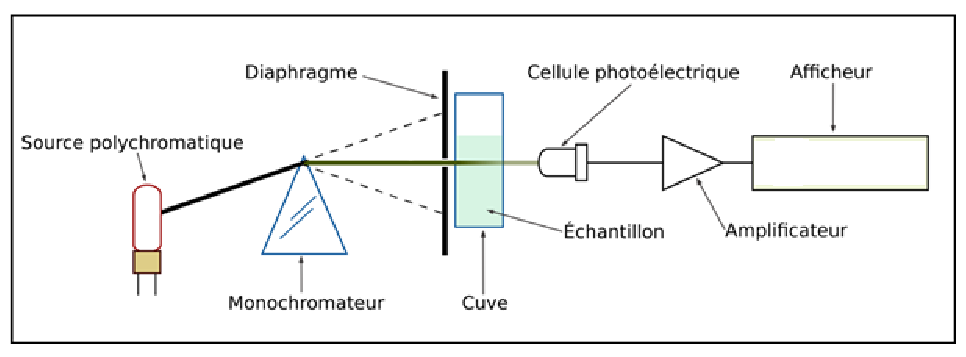 Diaphragme
Cellule photoélectrique
Afficheur
Source polychromatique
Échantillon
Amplificateur
Monochromateur
Cuve